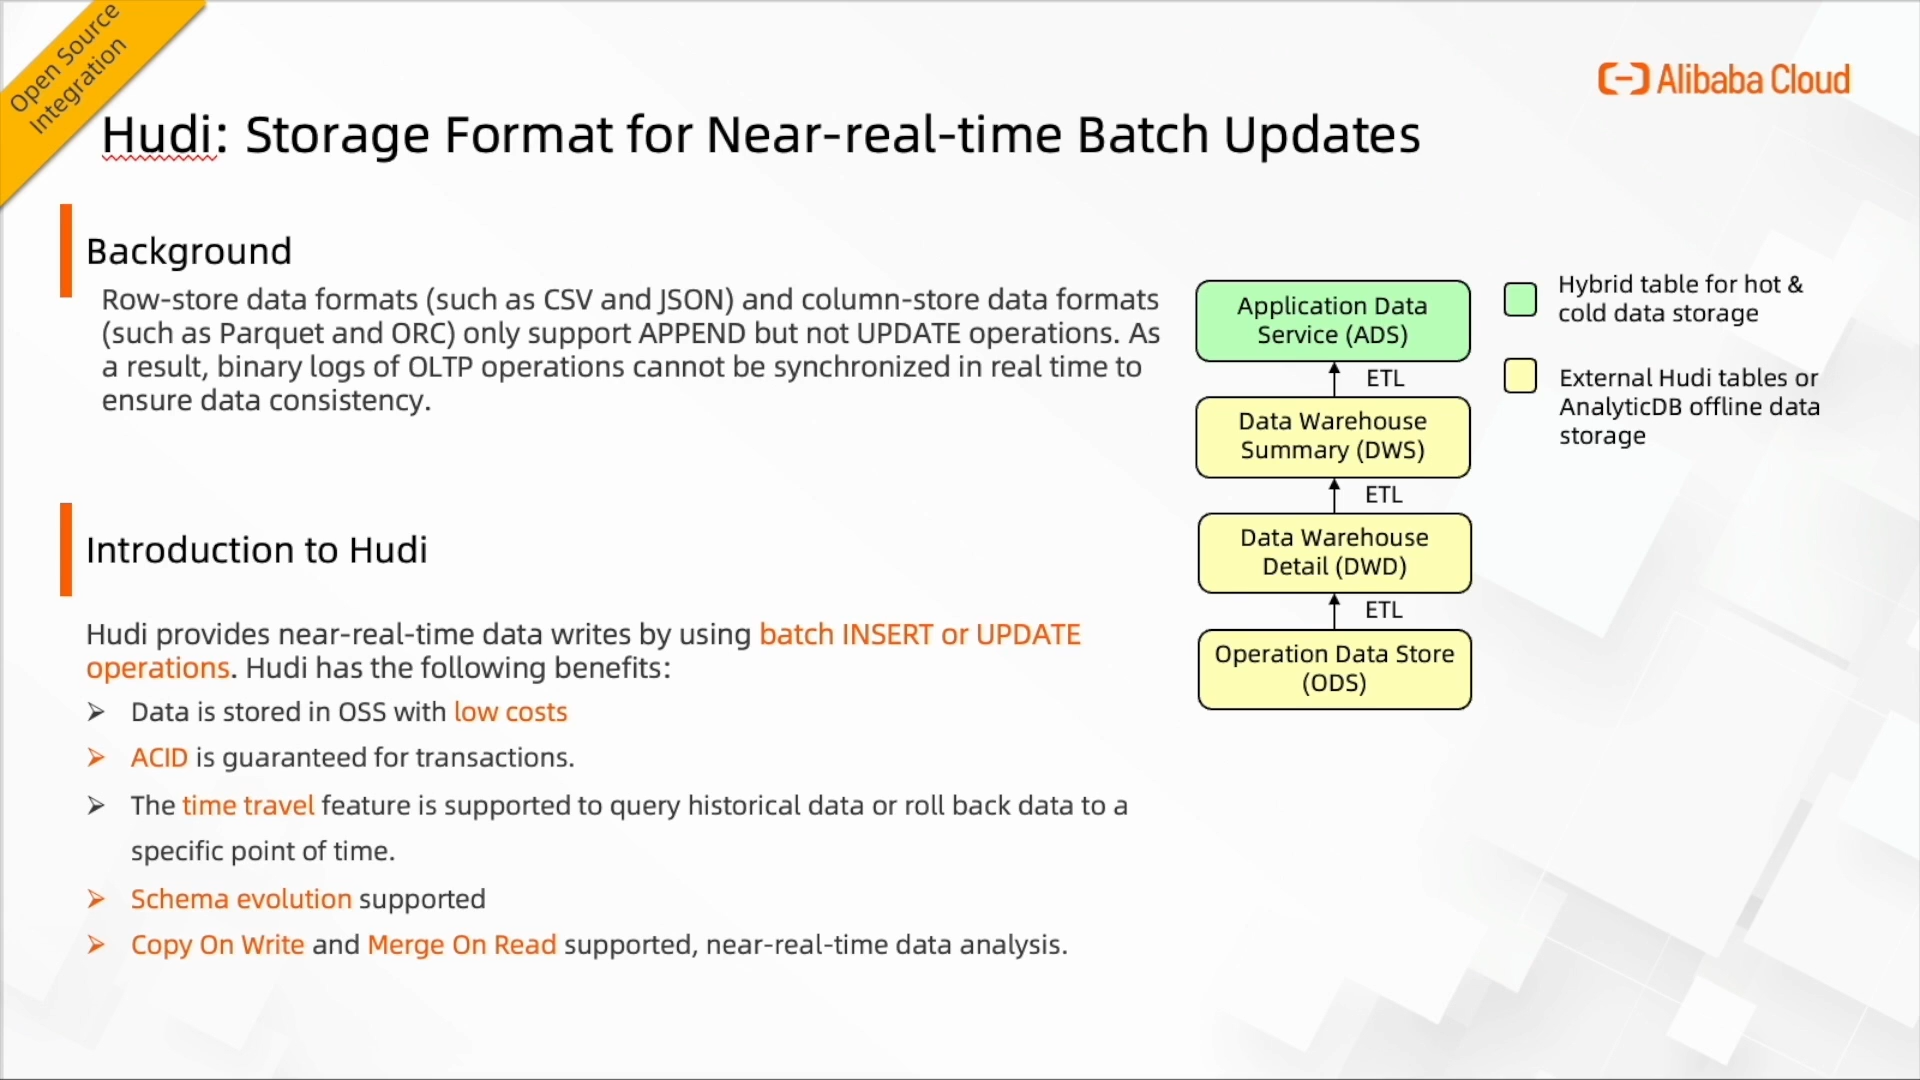 Open Source
Integration
Alibaba Cloud
Hudi: Storage Format for Near-real-time Batch Updates
Background
Row-store data formats (such as CSV and JSON) and column-store data formats
(such as Parquet and ORC) only support APPEND but not UPDATE operations. As
a result, binary logs of OLTP operations cannot be synchronized in real time to
ensure data consistency.
Introduction to Hudi
Hudi provides near-real-time data writes by using batch INSERT or UPDATE
operations. Hudi has the following benefits:
➢ Data is stored in OSS with low costs
➢ ACID is guaranteed for transactions.
➢ The time travel feature is supported to query historical data or roll back data to a
specific point of time.
➢ Schema evolution supported
➢ Copy On Write and Merge On Read supported, near-real-time data analysis.
Application Data
Service (ADS)
ETL
Data Warehouse
Summary (DWS)
ETL
Data Warehouse
Detail (DWD)
ETL
Operation Data Store
(ODS)
Hybrid table for hot &
cold data storage
External Hudi tables or
AnalyticDB offline data
storage